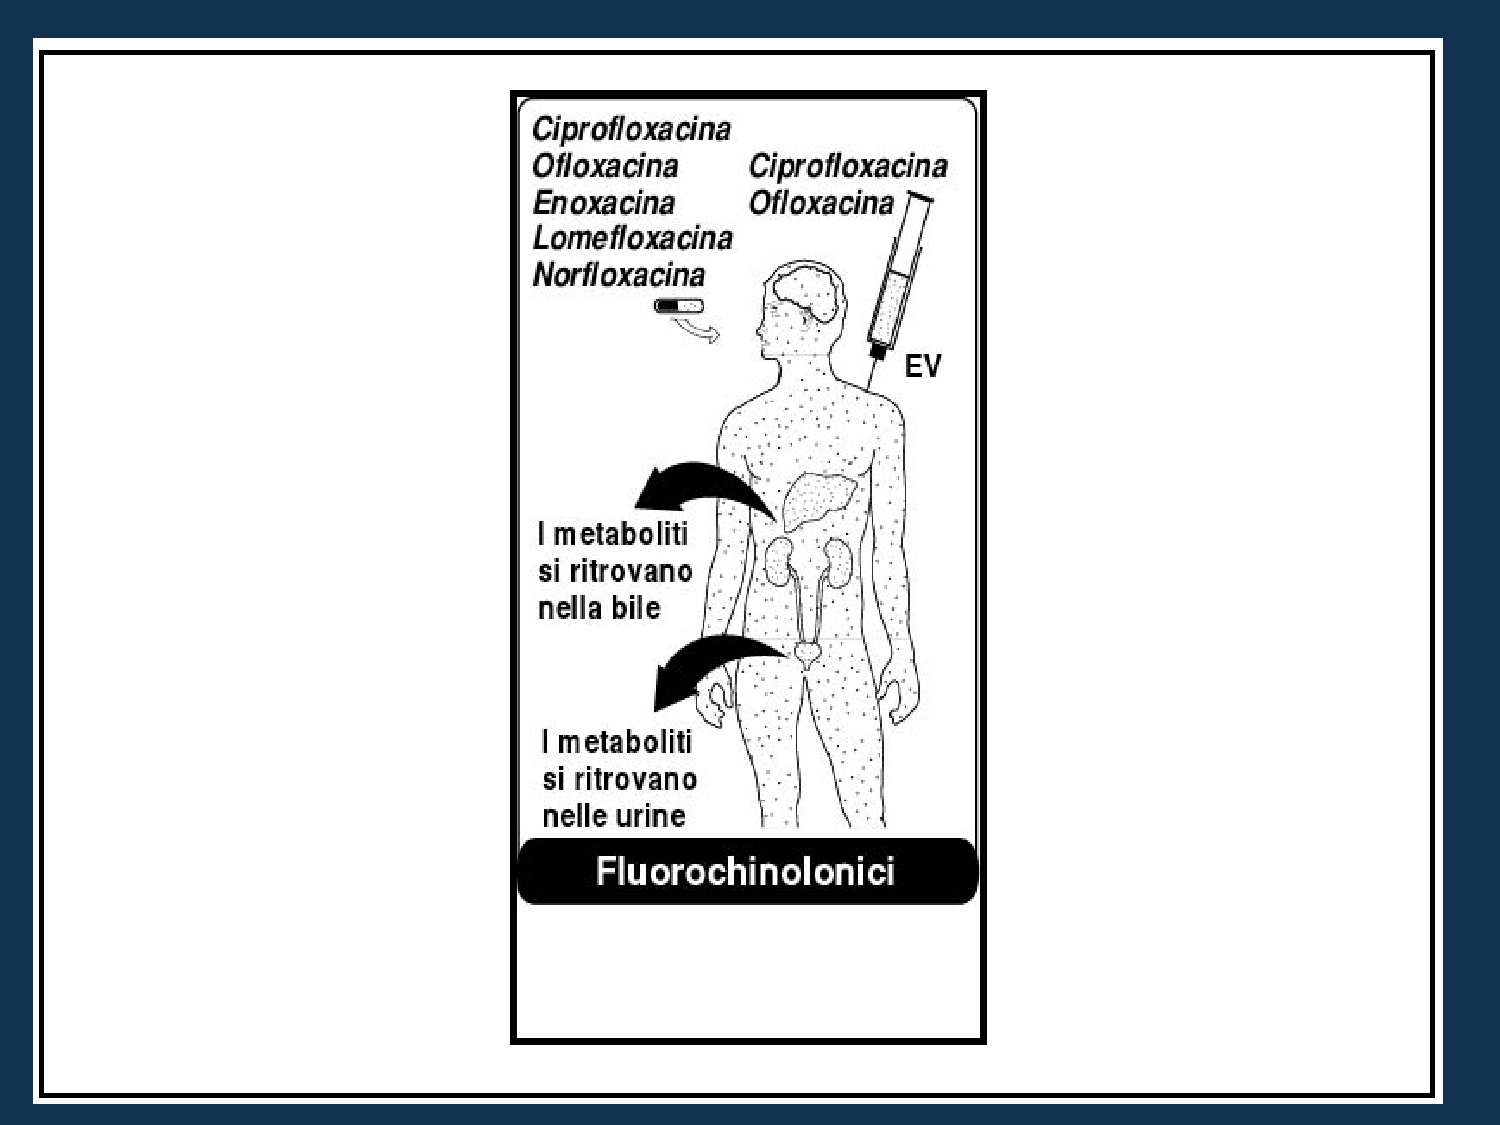 Ciprofloxacina
Ofloxacina
Enoxacina
Lomefloxacina
Norfloxacina
Ciprofloxacina
Ofloxacina
EV
I metaboliti
si ritrovano
nella bile
I metaboliti
si ritrovano
nelle urine
Fluorochinolonici